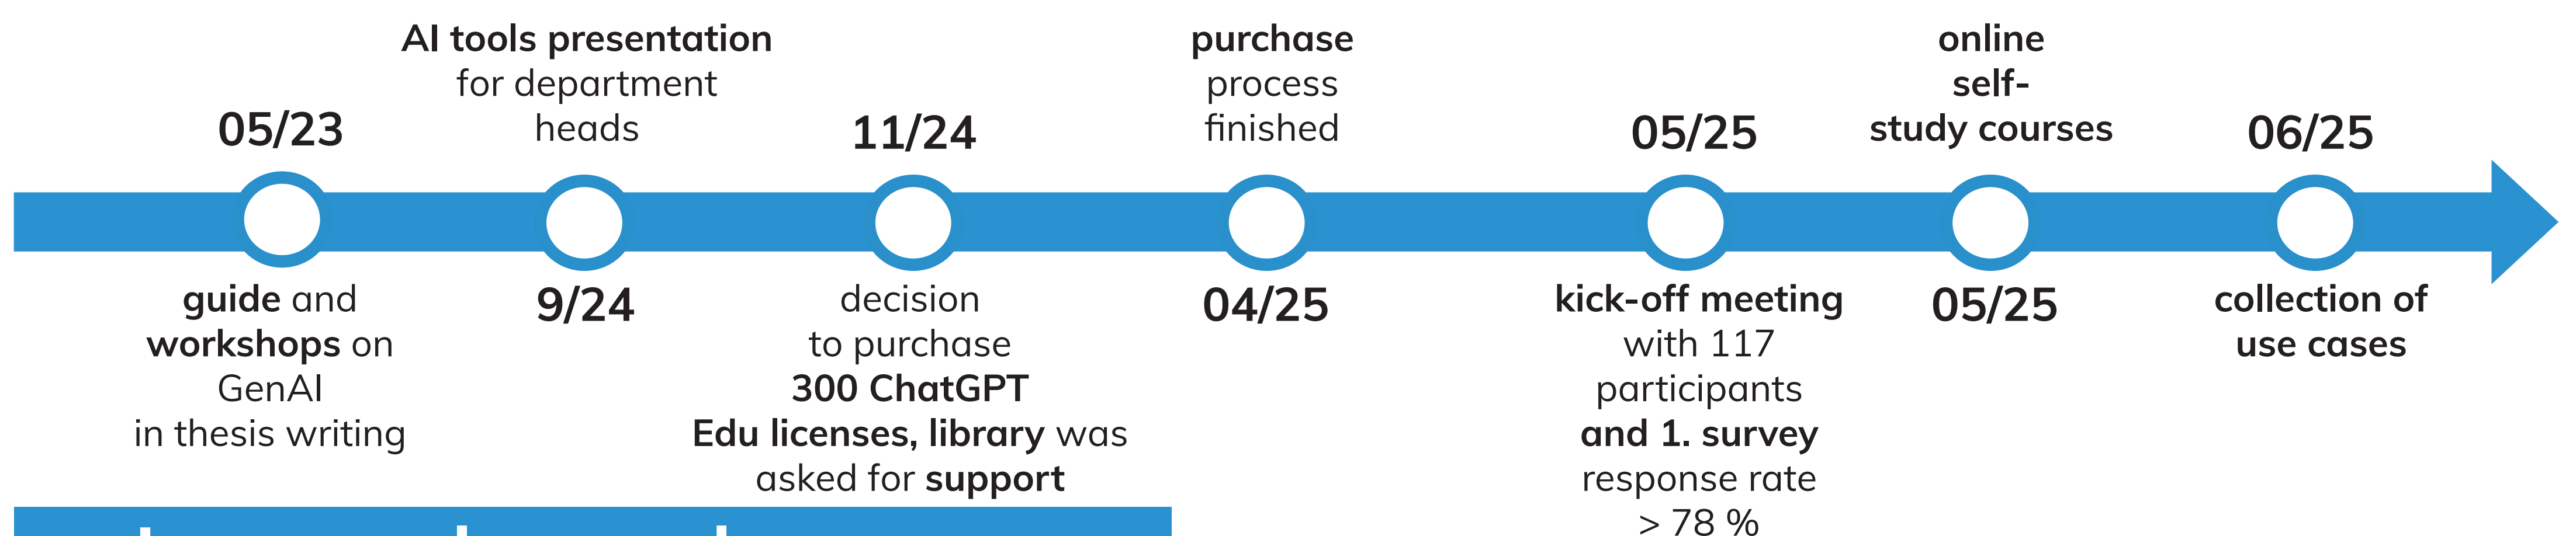 05/23
guide and
workshops on
GenAI
in thesis writing
AI tools presentation
for department
heads
9/24
11/24
decision
to purchase
300 ChatGPT
Edu licenses, library was
asked for support
purchase
process
finished
04/25
05/25
kick-off meeting
with 117
participants
and 1. survey
response rate
> 78 %
online
self-
study courses
05/25
06/25
collection of
use cases